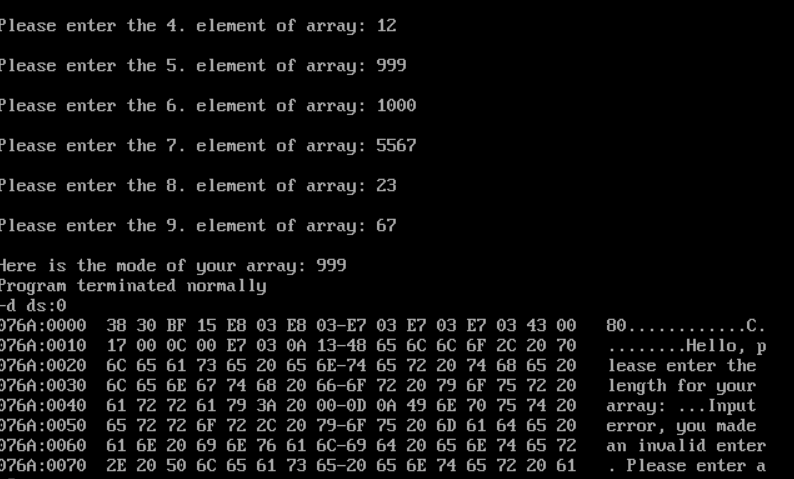 Please enter the 4. element of array: 12
Please enter the 5. element of array: 999
Please enter the 6. element of array: 1000
Please enter the 7. element of array: 5567
Please enter the 8. element of array: 23
Please enter the 9. element of array: 67
Here is the mode of your array: 999
Program terminated normally
-d ds:0
076A:0000 38 30 BF 15 E8 03 E8 03-E7 03 E7 03 E7 03 43 00 80............C.
076A:0010 17 00 0C 00 E7 03 0A 13-48 65 6C 6C 6F 2C 20 70 ........Hello, p
076A:0020 6C 65 61 73 65 20 65 6E-74 65 72 20 74 68 65 20 lease enter the
076A:0030 6C 65 6E 67 74 68 20 66-6F 72 20 79 6F 75 72 20 length for your
076A:0040 61 72 72 61 79 3A 20 00-0D 0A 49 6E 70 75 74 20 array: ...Input
076A:0050 65 72 72 6F 72 2C 20 79-6F 75 20 6D 61 64 65 20 error, you made
076A:0060 61 6E 20 69 6E 76 61 6C-69 64 20 65 6E 74 65 72 an invalid enter
076A:0070 2E 20 50 6C 65 61 73 65-20 65 6E 74 65 72 20 61 . Please enter a